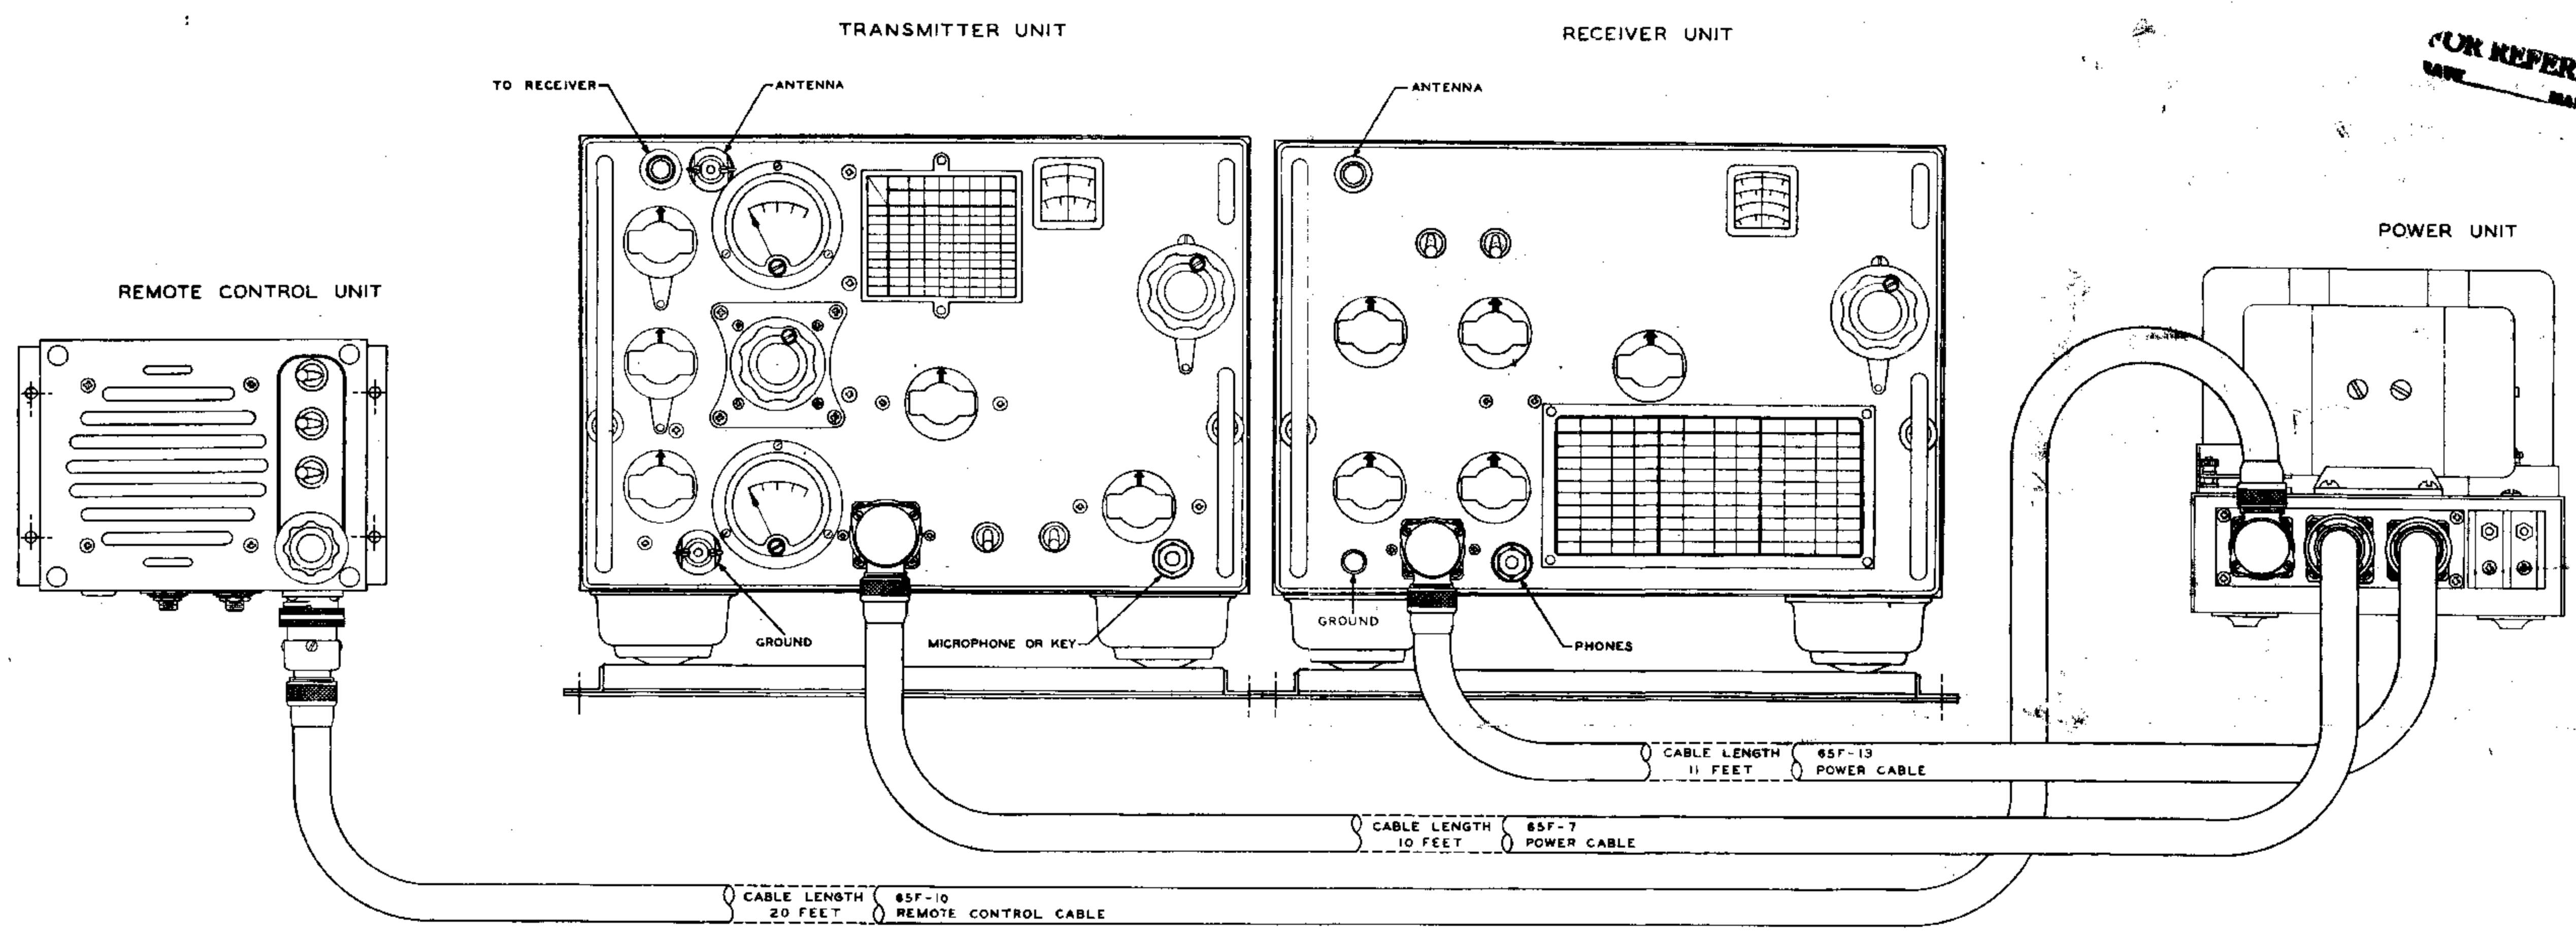 TRANSMITTER UNIT
RECEIVER UNIT
FOR REFER
TO RECEIVER
ANTENNA
ANTENNA
POWER UNIT
REMOTE CONTROL UNIT
GROUND
MICROPHONE OR KEY
GROUND
PHONES
CABLE LENGTH
11 FEET
65F-13
POWER CABLE
CABLE LENGTH
10 FEET
65F-7
POWER CABLE
CABLE LENGTH
20 FEET
65F-10
REMOTE CONTROL CABLE